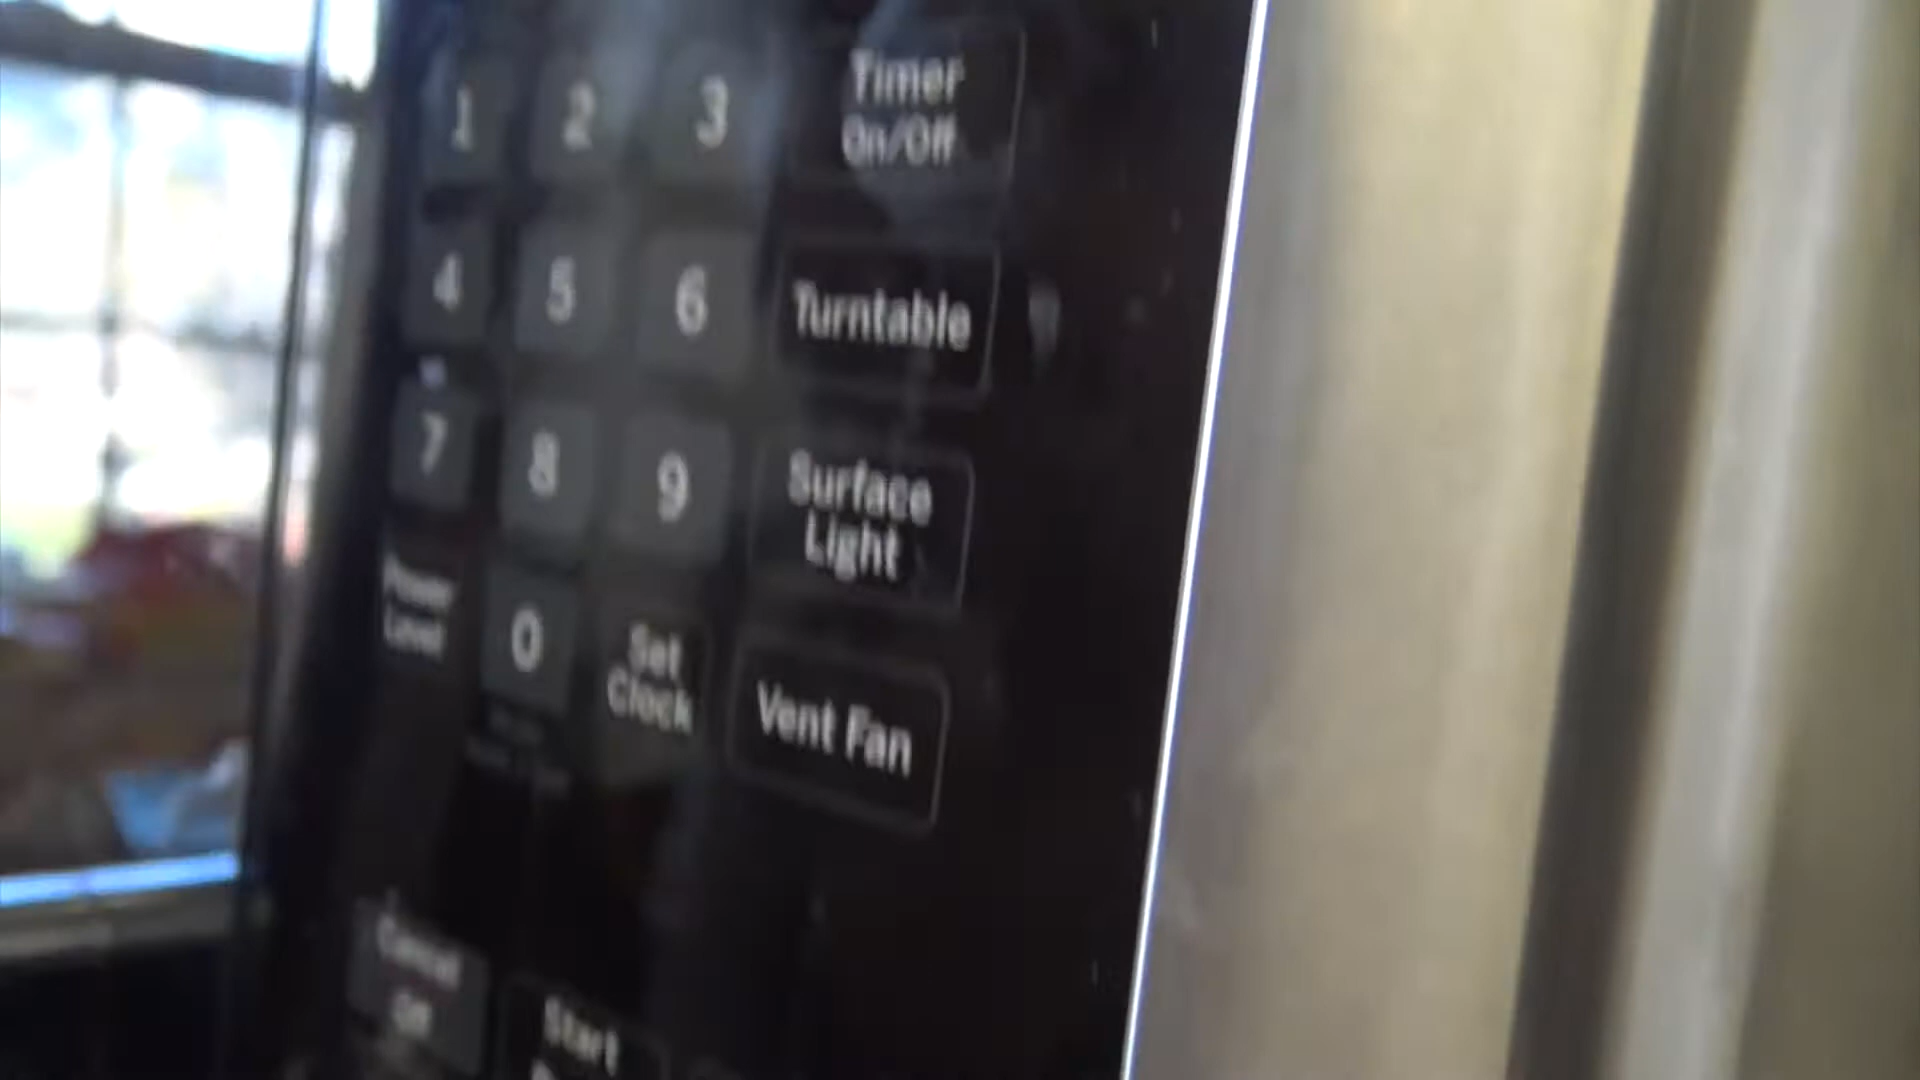 1 2 3 Timer
On/Off
4 5 6 Turntable
7 8 9 Surface
Light
Power
Level
0
Set
Clock
Vent Fan
Cancel
Off
Start